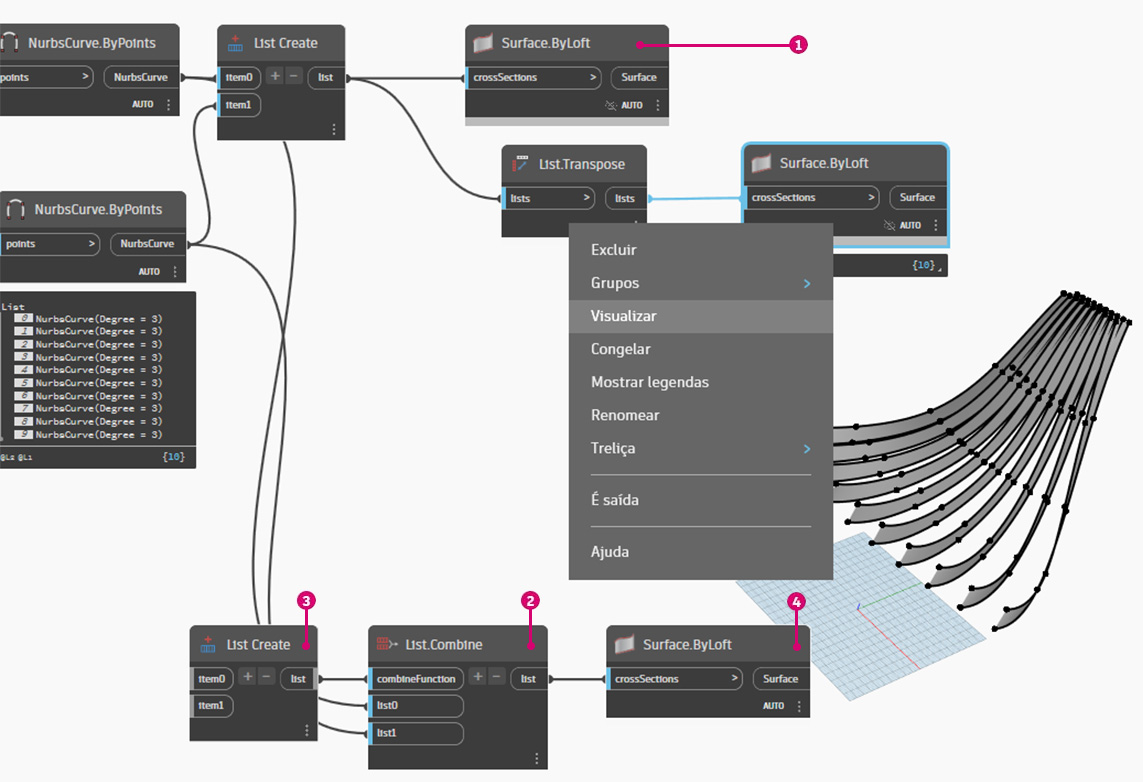 NurbsCurve.ByPoints
points >
NurbsCurve
AUTO
List Create
item0
+ −
list
item1
Surface.ByLoft
1
crossSections >
Surface
AUTO
List.Transpose
lists >
lists
Surface.ByLoft
crossSections >
Surface
AUTO
{10}
NurbsCurve.ByPoints
points >
NurbsCurve
AUTO
List
0 NurbsCurve(Degree = 3)
1 NurbsCurve(Degree = 3)
2 NurbsCurve(Degree = 3)
3 NurbsCurve(Degree = 3)
4 NurbsCurve(Degree = 3)
5 NurbsCurve(Degree = 3)
6 NurbsCurve(Degree = 3)
7 NurbsCurve(Degree = 3)
8 NurbsCurve(Degree = 3)
9 NurbsCurve(Degree = 3)
@L2 @L1 {10}
Excluir
Grupos >
Visualizar
Congelar
Mostrar legendas
Renomear
Treliça >
É saída
Ajuda
3
List Create
item0
+ −
list
item1
2
List.Combine
combineFunction
+ −
list
list0
list1
4
Surface.ByLoft
crossSections >
Surface
AUTO